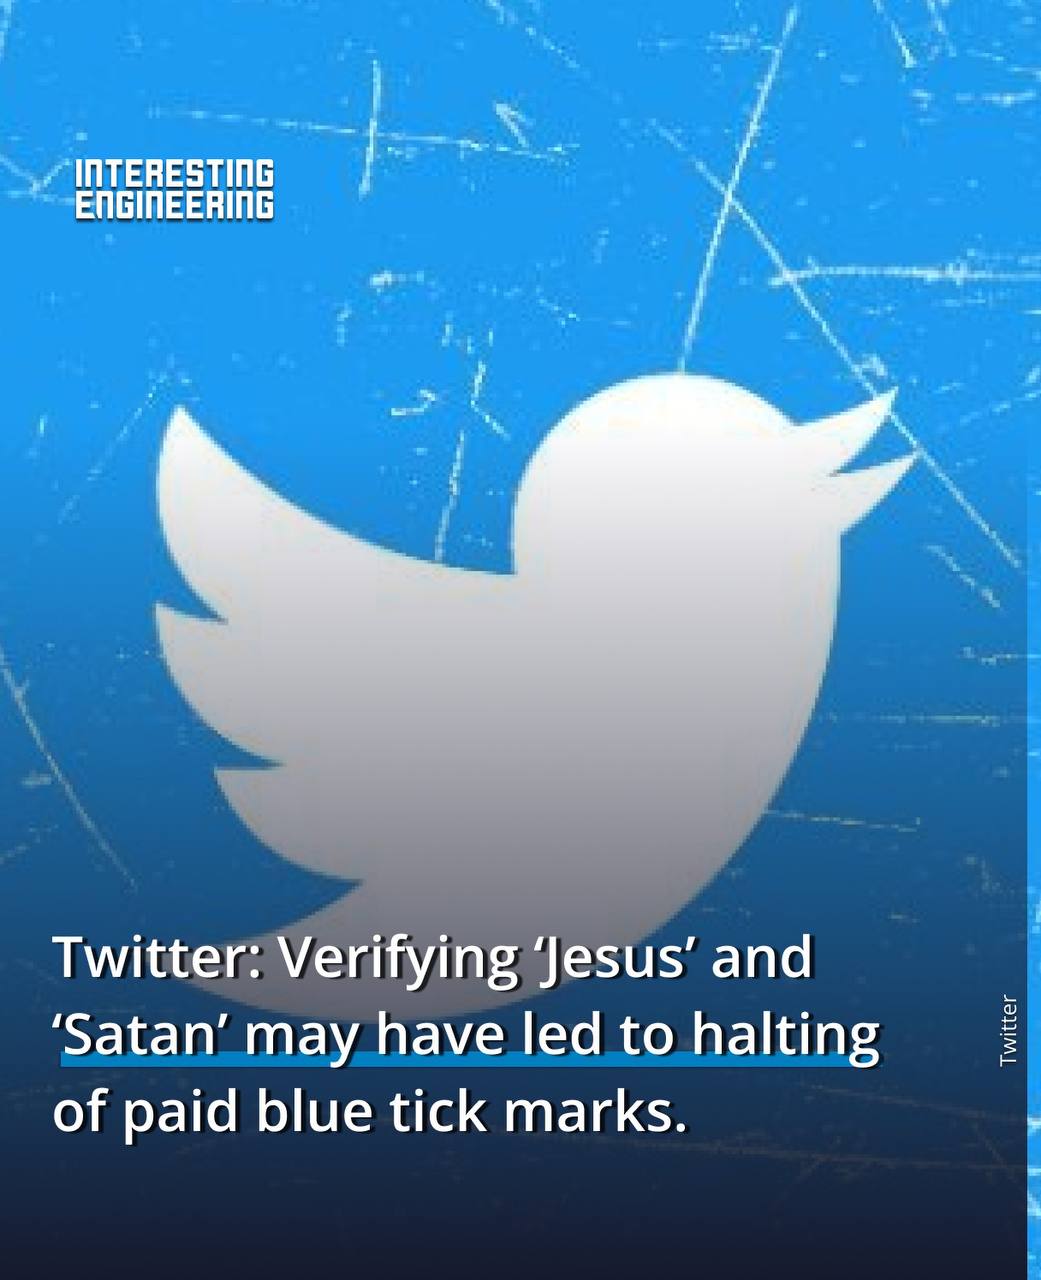 INTERESTING
ENGINEERING
Twitter: Verifying ‘Jesus’ and
‘Satan’ may have led to halting
of paid blue tick marks.
Twitter